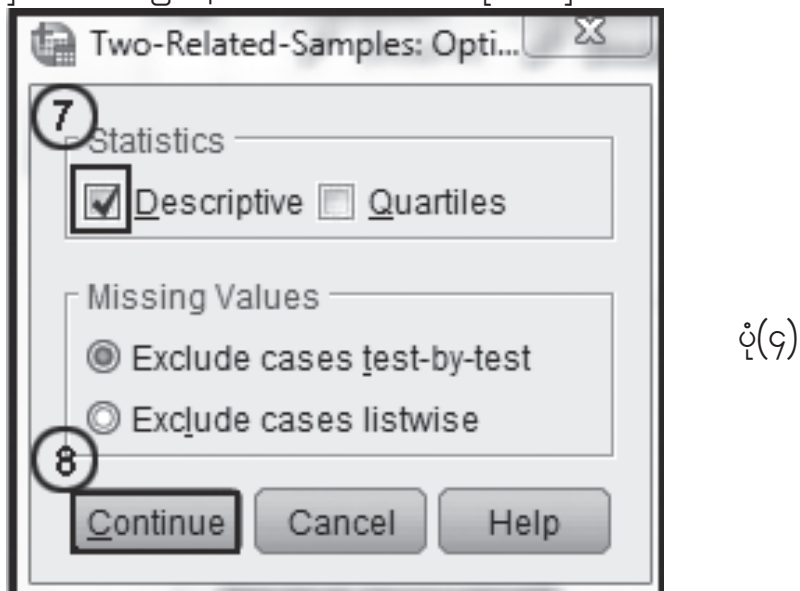 Two-Related-Samples: Opti...
7
Statistics
Descriptive Quartiles
Missing Values
Exclude cases test-by-test
Exclude cases listwise
ပုံ(၄)
8
Continue Cancel Help